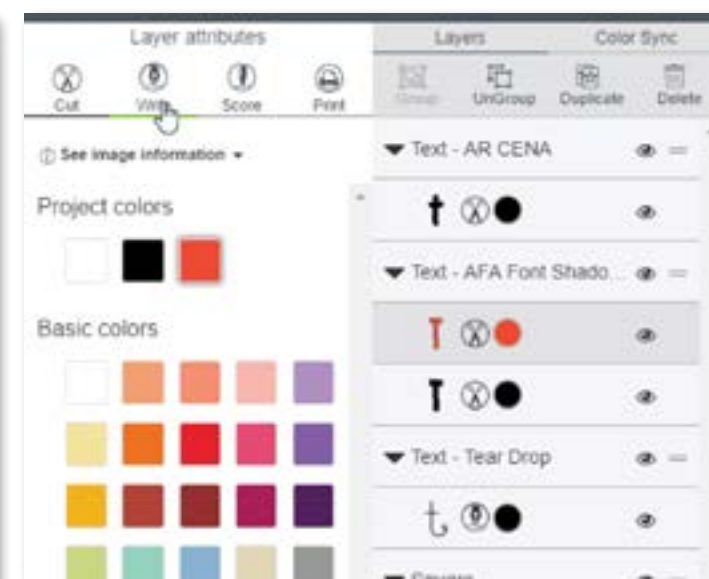 Layer attributes
Layers
Color Sync
Cut
Write
Score
Print
Group
UnGroup
Duplicate
Delete
See image information
Project colors
Basic colors
Text - AR CENA
Text - AFA Font Shado...
Text - Tear Drop